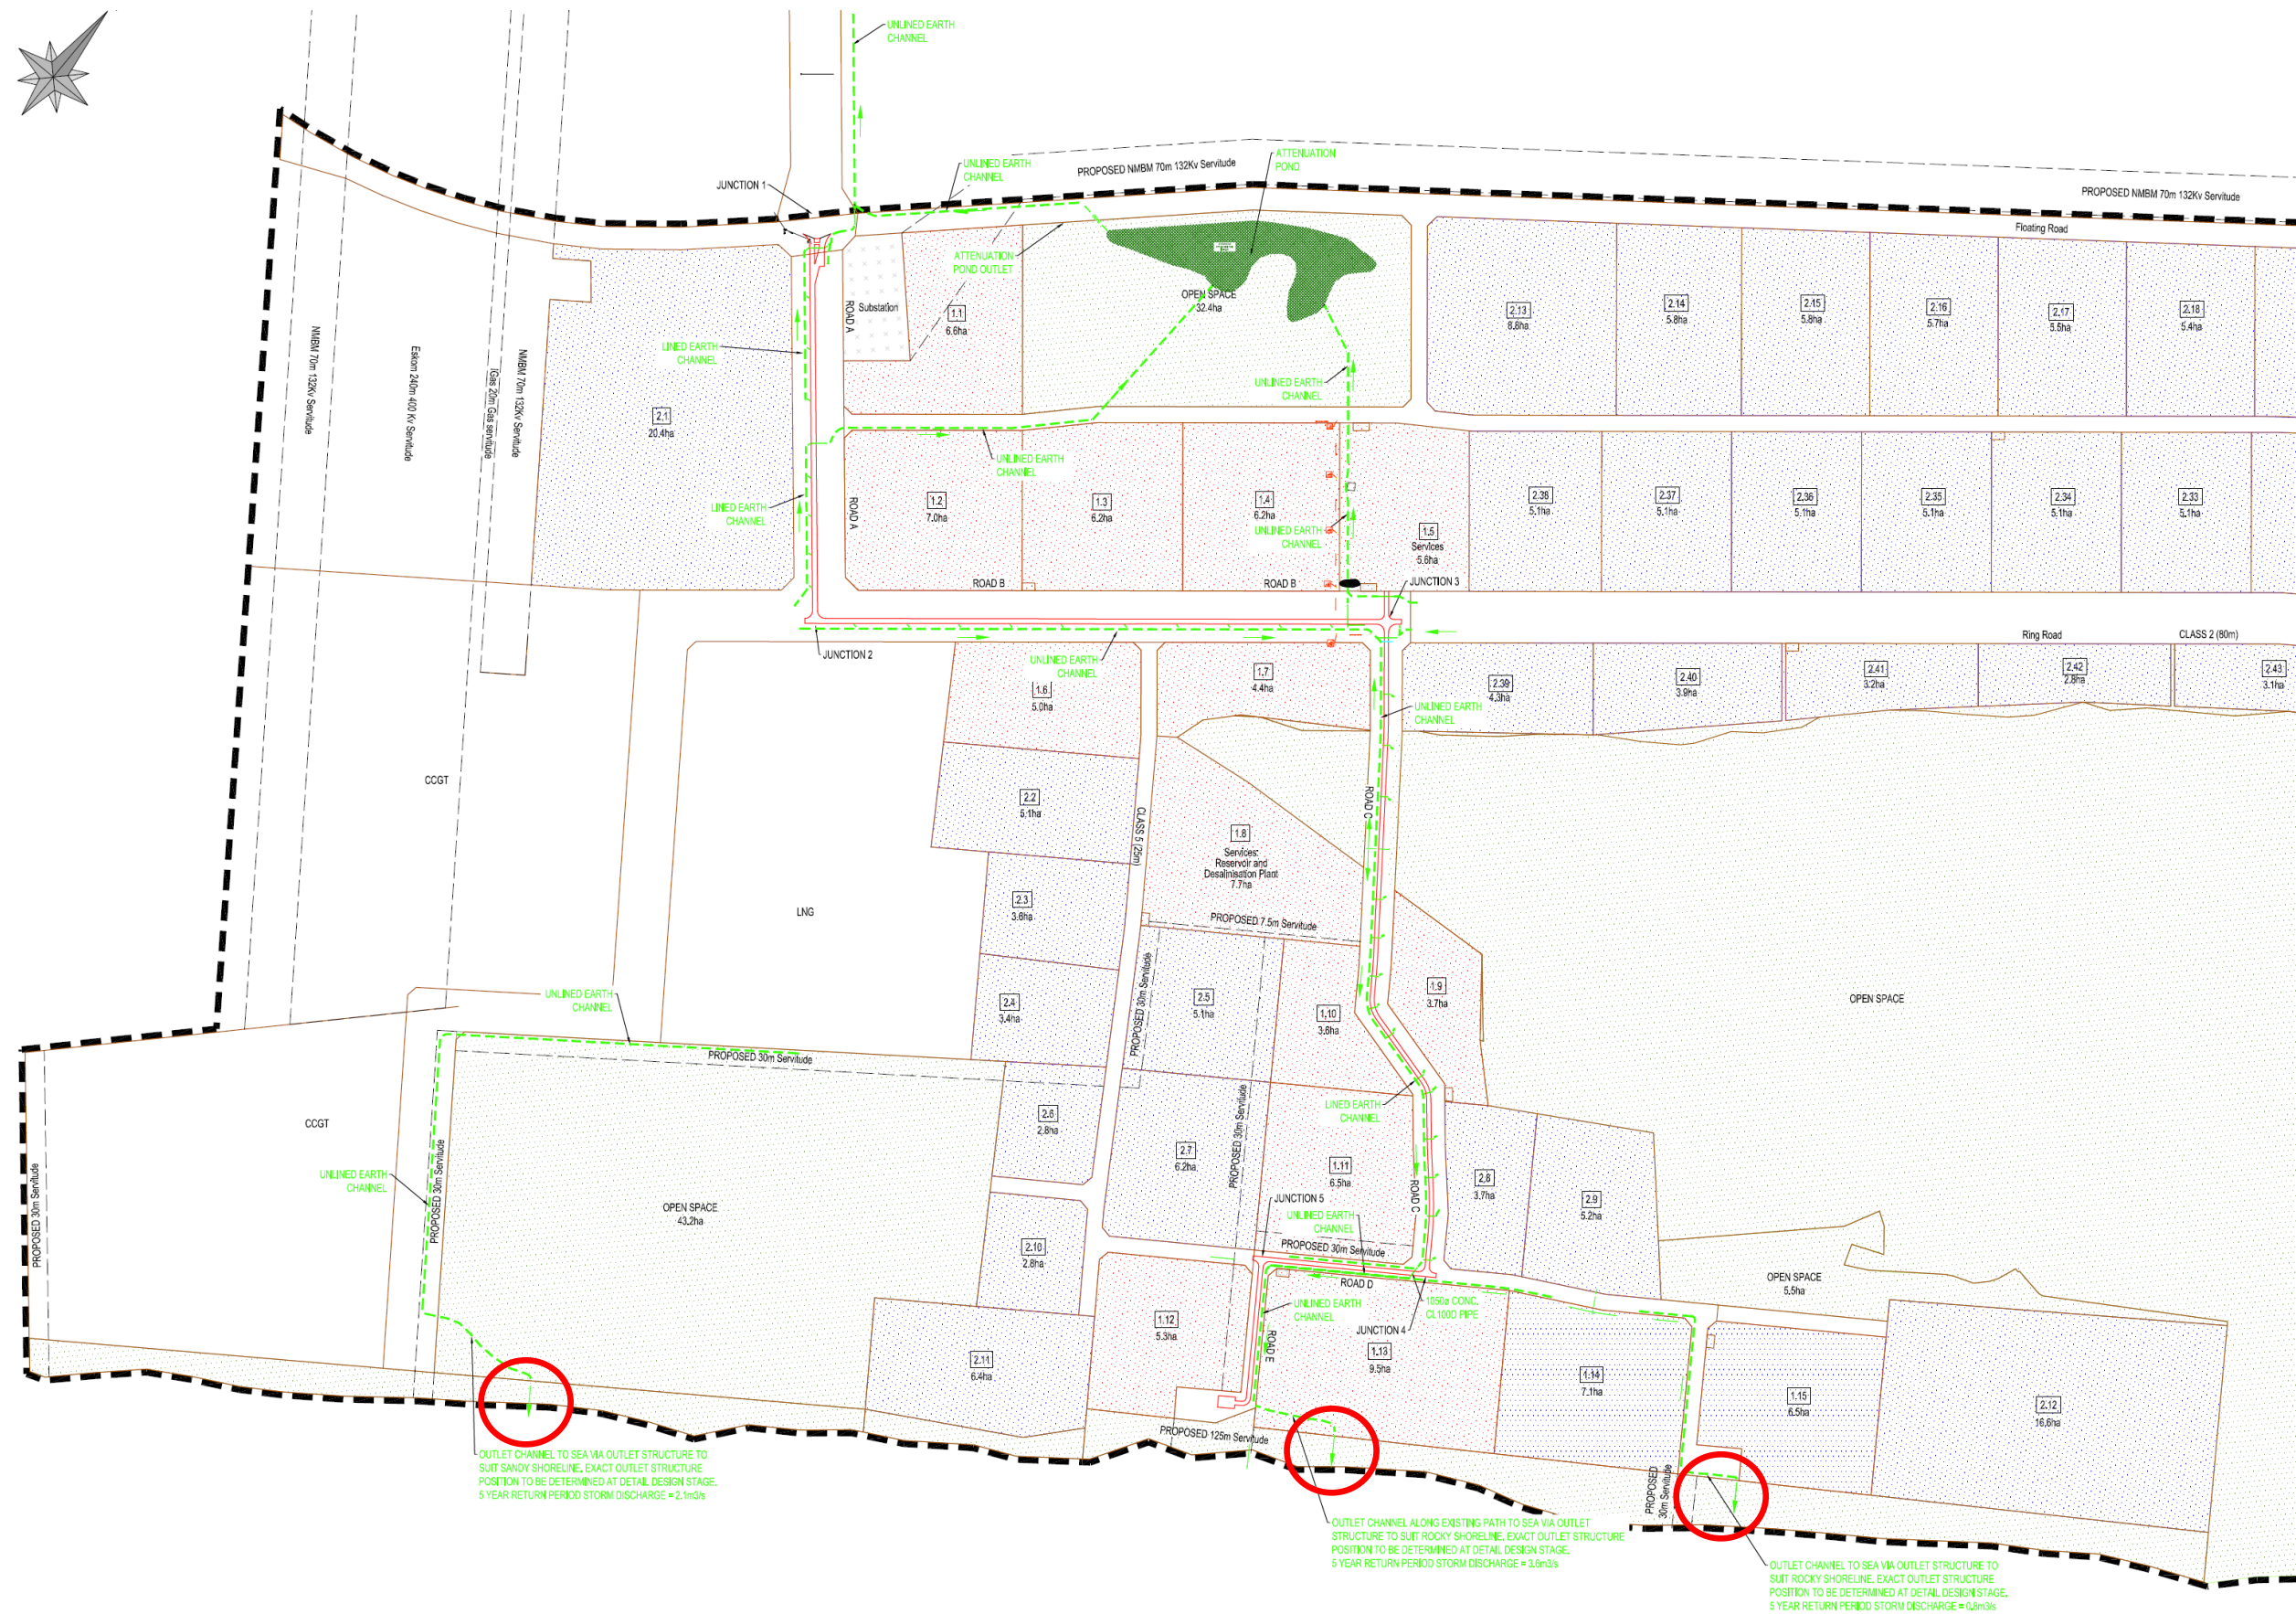 UNLINED EARTH
CHANNEL
UNLINED EARTH
CHANNEL
ATTENUATION
POND
PROPOSED NMBM 70m 132Kv Servitude
PROPOSED NMBM 70m 132Kv Servitude
JUNCTION 1
Floating Road
ATTENUATION
POND OUTLET
OPEN SPACE
32.4ha
Substation
ROAD A
1.1
6.6ha
2.13
8.8ha
2.14
5.8ha
2.15
5.8ha
2.16
5.7ha
2.17
5.5ha
2.18
5.4ha
NMBM 70m 132Kv Servitude
Eskom 240m 400 Kv Servitude
iGas 20m Gas servitude
NMBM 70m 132Kv Servitude
LINED EARTH
CHANNEL
UNLINED EARTH
CHANNEL
2.1
20.4ha
UNLINED EARTH
CHANNEL
LINED EARTH
CHANNEL
ROAD A
1.2
7.0ha
1.3
6.2ha
1.4
6.2ha
UNLINED EARTH
CHANNEL
1.5
Services
5.6ha
2.38
5.1ha
2.37
5.1ha
2.36
5.1ha
2.35
5.1ha
2.34
5.1ha
2.33
5.1ha
ROAD B
ROAD B
JUNCTION 3
JUNCTION 2
UNLINED EARTH
CHANNEL
Ring Road
CLASS 2 (80m)
1.6
5.0ha
1.7
4.4ha
2.39
4.3ha
2.40
3.9ha
2.41
3.2ha
2.42
2.8ha
2.43
3.1ha
UNLINED EARTH
CHANNEL
CCGT
2.2
5.1ha
CLASS 5 (25m)
ROAD C
1.8
Services:
Reservoir and
Desalinisation Plant
7.7ha
LNG
2.3
3.6ha
PROPOSED 7.5m Servitude
UNLINED EARTH
CHANNEL
2.4
3.4ha
PROPOSED 30m Servitude
2.5
5.1ha
1.10
3.6ha
1.9
3.7ha
OPEN SPACE
PROPOSED 30m Servitude
CCGT
2.6
2.8ha
PROPOSED 30m Servitude
LINED EARTH
CHANNEL
2.7
6.2ha
1.11
6.5ha
ROAD C
2.8
3.7ha
2.9
5.2ha
PROPOSED 30m Servitude
UNLINED EARTH
CHANNEL
PROPOSED 30m Servitude
OPEN SPACE
43.2ha
JUNCTION 5
UNLINED EARTH
CHANNEL
2.10
2.8ha
PROPOSED 30m Servitude
ROAD D
OPEN SPACE
5.5ha
UNLINED EARTH
CHANNEL
1050ø CONC.
CL100D PIPE
1.12
5.3ha
ROAD E
JUNCTION 4
1.13
9.5ha
2.11
6.4ha
1.14
7.1ha
1.15
6.5ha
2.12
16.6ha
PROPOSED 125m Servitude
PROPOSED
30m Servitude
OUTLET CHANNEL TO SEA VIA OUTLET STRUCTURE TO
SUIT SANDY SHORELINE. EXACT OUTLET STRUCTURE
POSITION TO BE DETERMINED AT DETAIL DESIGN STAGE.
5 YEAR RETURN PERIOD STORM DISCHARGE = 2.1m3/s
OUTLET CHANNEL ALONG EXISTING PATH TO SEA VIA OUTLET
STRUCTURE TO SUIT ROCKY SHORELINE. EXACT OUTLET STRUCTURE
POSITION TO BE DETERMINED AT DETAIL DESIGN STAGE.
5 YEAR RETURN PERIOD STORM DISCHARGE = 3.8m3/s
OUTLET CHANNEL TO SEA VIA OUTLET STRUCTURE TO
SUIT ROCKY SHORELINE. EXACT OUTLET STRUCTURE
POSITION TO BE DETERMINED AT DETAIL DESIGN STAGE.
5 YEAR RETURN PERIOD STORM DISCHARGE = 0.8m3/s